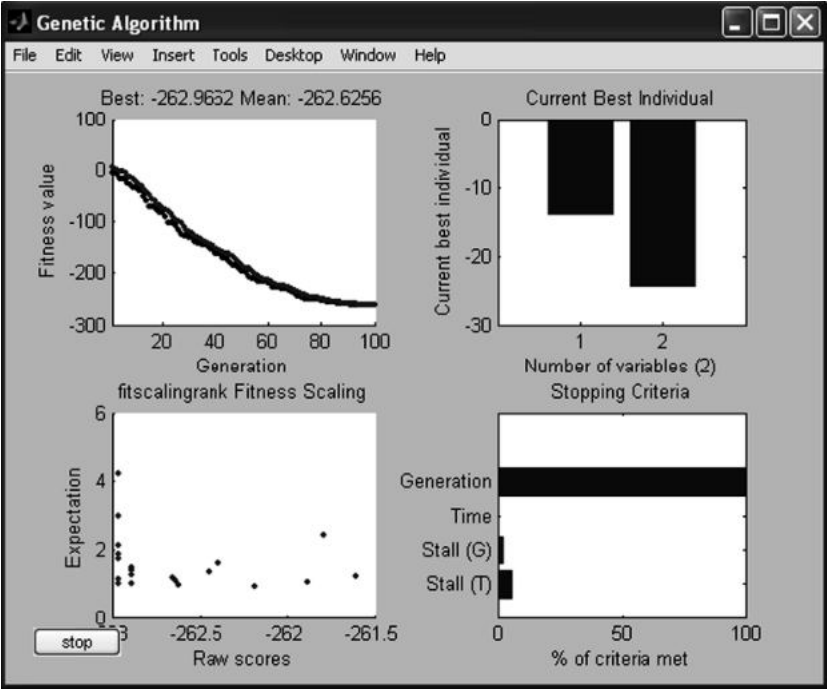 Genetic Algorithm
File Edit View Insert Tools Desktop Window Help
Best: -262.9662 Mean: -262.6256
100
0
-100
-200
-300
Fitness value
20 40 60 80 100
Generation
Current Best Individual
0
-10
-20
-30
Current best individual
1 2
Number of variables (2)
fitscalingrank Fitness Scaling
6
4
2
0
Expectation
-262.5 -262 -261.5
Raw scores
Stopping Criteria
Generation
Time
Stall (G)
Stall (T)
0 50 100
% of criteria met
stop